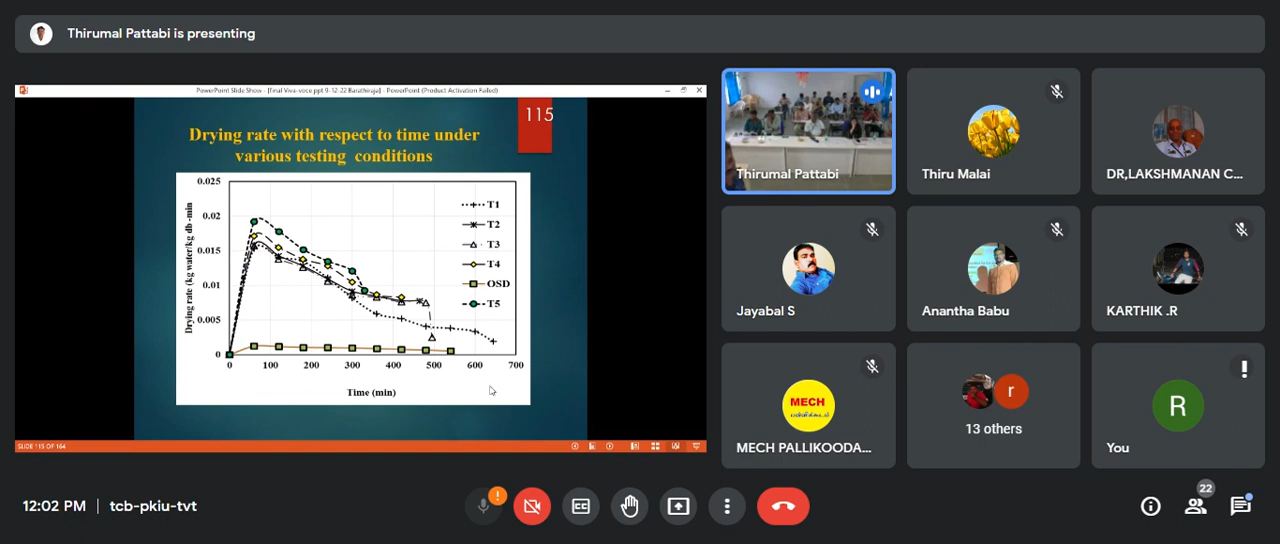 Thirumal Pattabi is presenting
PowerPoint Slide Show - [final Viva-voce ppt 9-12-22 Barathiraja] - PowerPoint (Product Activation Failed)
115
Drying rate with respect to time under
various testing conditions
Drying rate (kg water/kg db -min
0.025
0.02
0.015
0.01
0.005
0
0
100
200
300
400
500
600
700
Time (min)
T1
T2
T3
T4
OSD
T5
SLIDE 115 OF 164
Thirumal Pattabi
Thiru Malai
DR,LAKSHMANAN C...
Jayabal S
Anantha Babu
KARTHIK .R
MECH
பள்ளிக்கூடம்
MECH PALLIKOODA...
r
13 others
R
You
12:02 PM | tcb-pkiu-tvt
CC
22